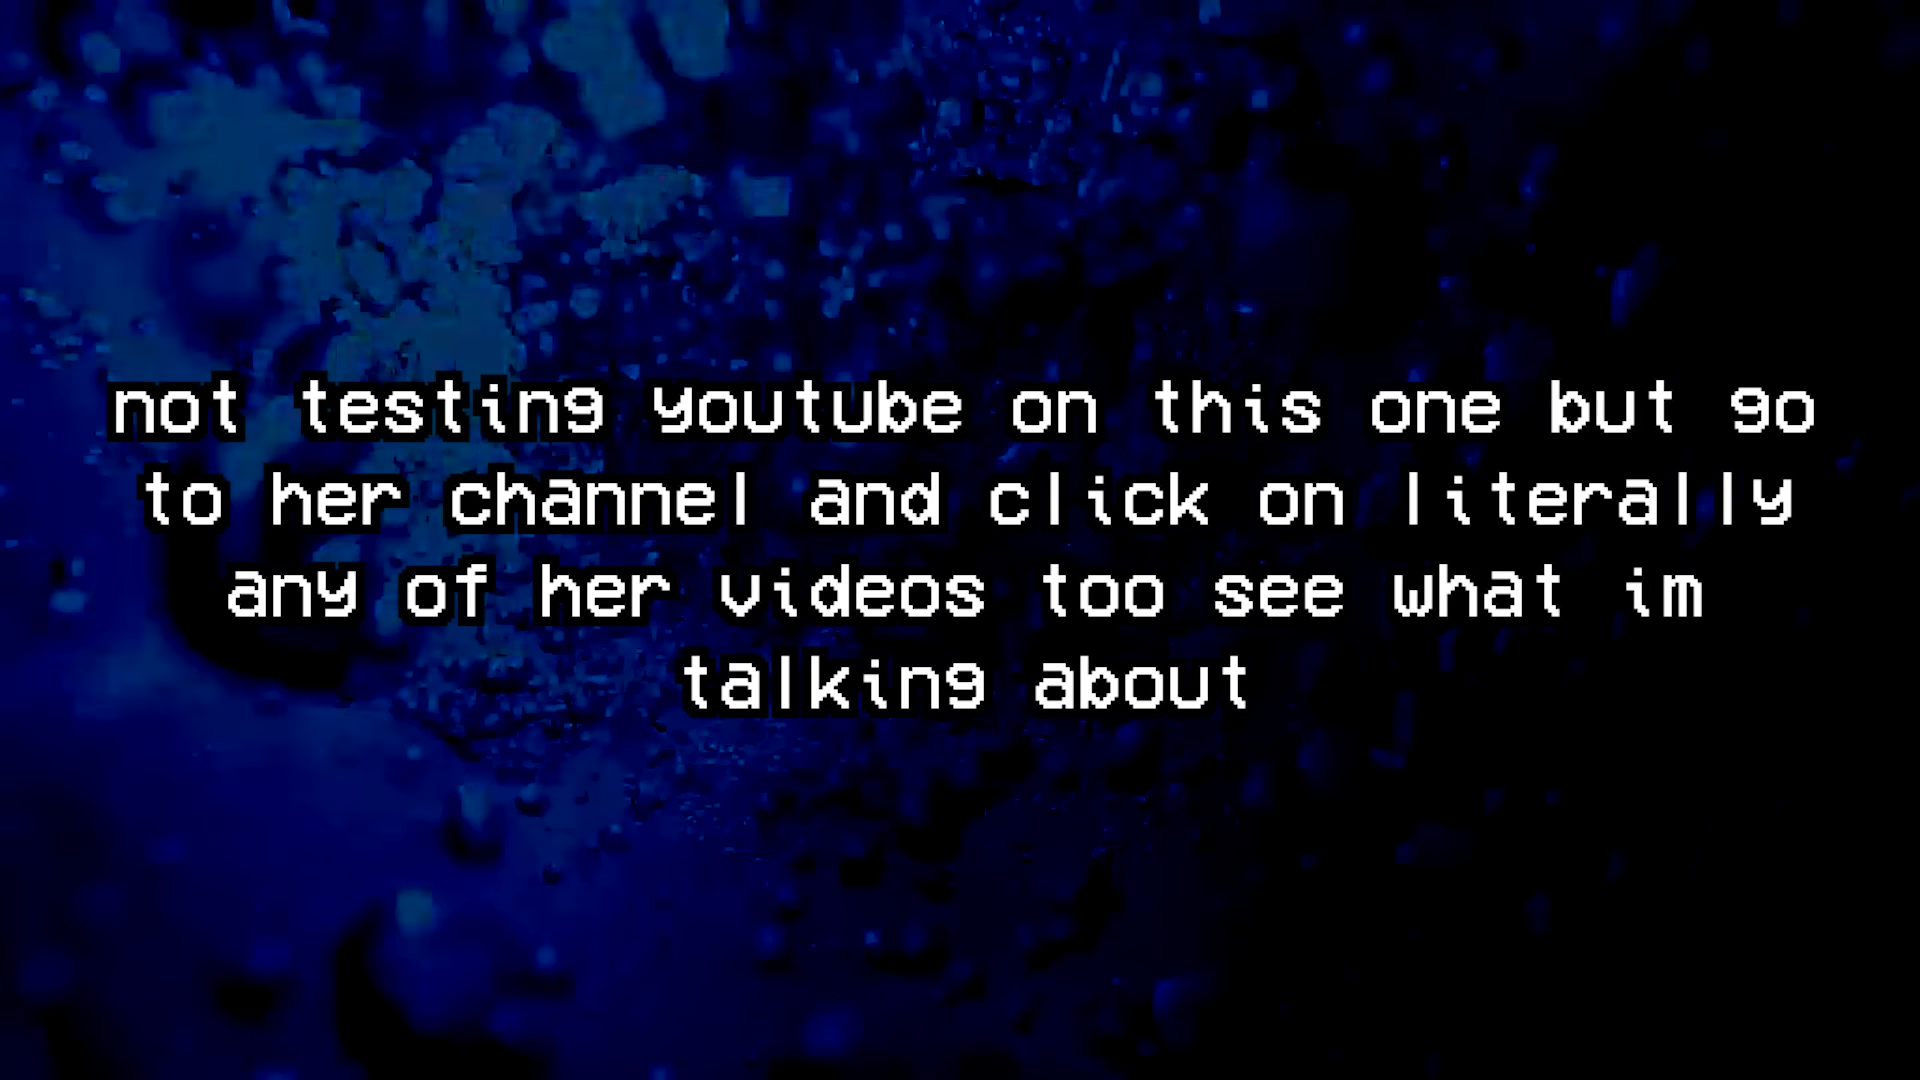 not testing youtube on this one but go
to her channel and click on literally
any of her videos too see what im
talking about